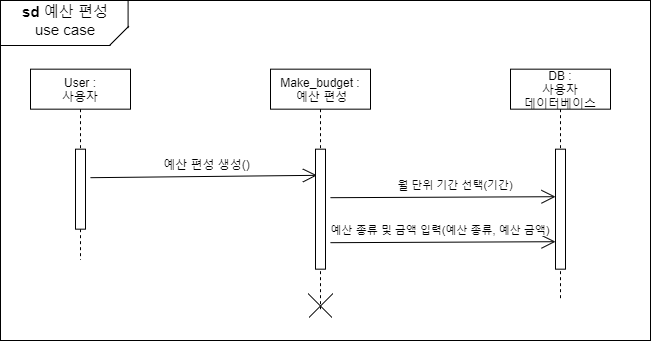 sd 예산 편성
use case
User :
사용자
Make_budget :
예산 편성
DB :
사용자
데이터베이스
예산 편성 생성()
월 단위 기간 선택(기간)
예산 종류 및 금액 입력(예산 종류, 예산 금액)